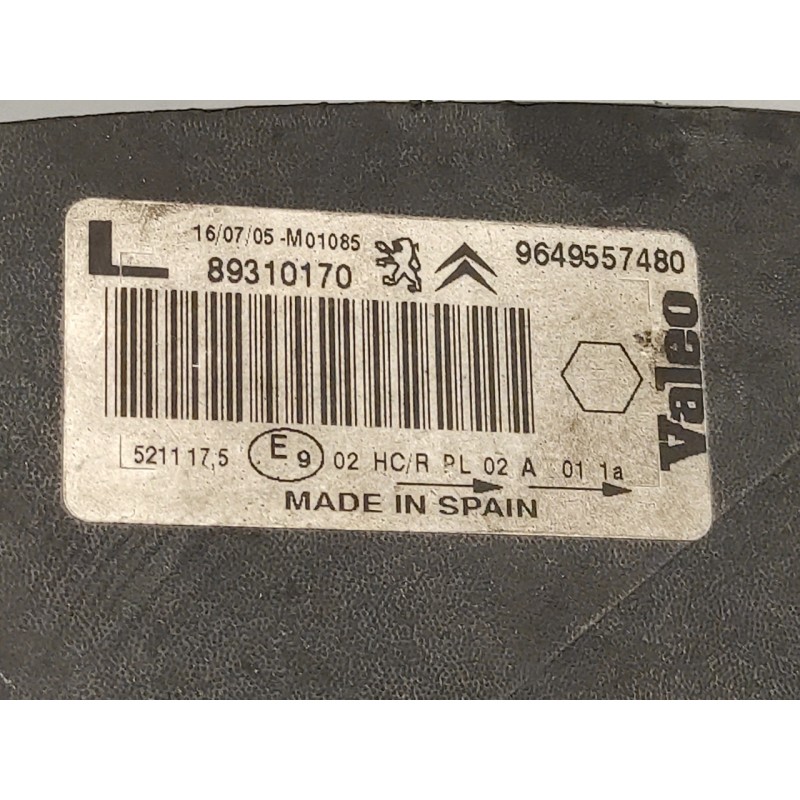 L
16/07/05 -M01085
89310170
9649557480
Valeo
5211 17,5 E9 02 HC/R PL 02 A 01 1a
MADE IN SPAIN